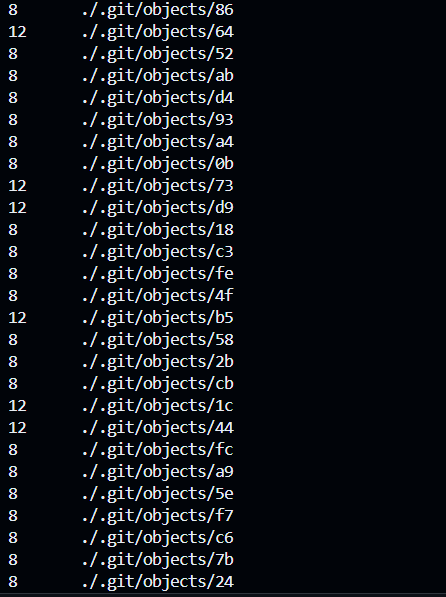 8 ./.git/objects/86
12 ./.git/objects/64
8 ./.git/objects/52
8 ./.git/objects/ab
8 ./.git/objects/d4
8 ./.git/objects/93
8 ./.git/objects/a4
8 ./.git/objects/0b
12 ./.git/objects/73
12 ./.git/objects/d9
8 ./.git/objects/18
8 ./.git/objects/c3
8 ./.git/objects/fe
8 ./.git/objects/4f
12 ./.git/objects/b5
8 ./.git/objects/58
8 ./.git/objects/2b
8 ./.git/objects/cb
12 ./.git/objects/1c
12 ./.git/objects/44
8 ./.git/objects/fc
8 ./.git/objects/a9
8 ./.git/objects/5e
8 ./.git/objects/f7
8 ./.git/objects/c6
8 ./.git/objects/7b
8 ./.git/objects/24